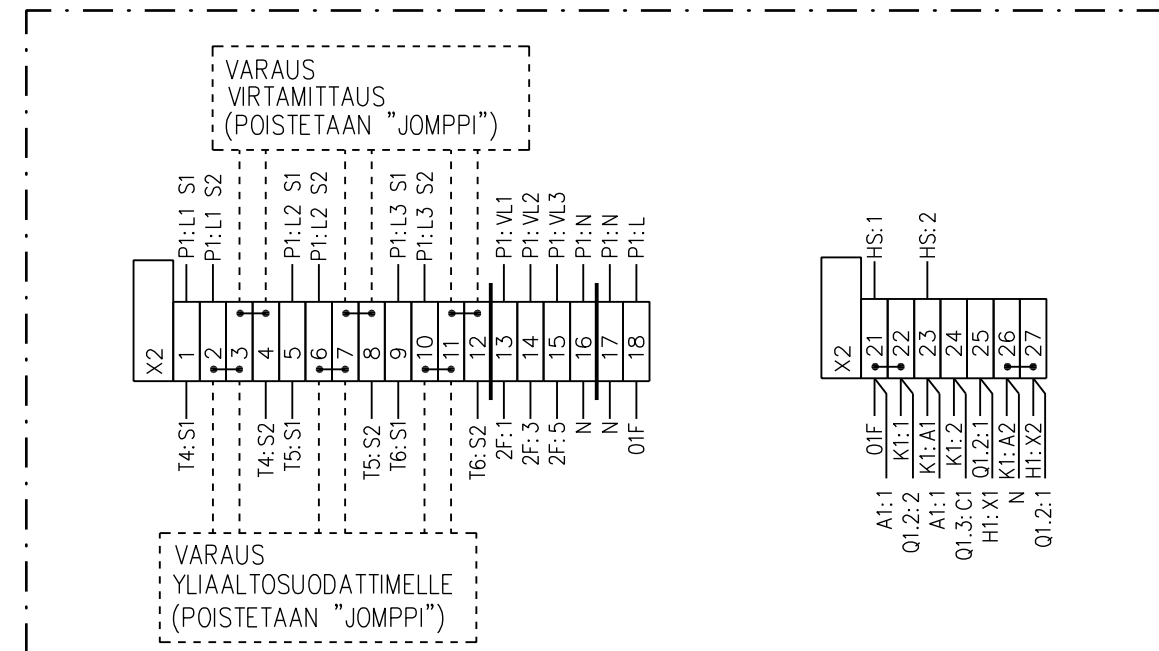 VARAUS
VIRTAMITTAUS
(POISTETAAN "JOMPPI")
P1:L1 S1
P1:L1 S2
P1:L2 S1
P1:L2 S2
P1:L3 S1
P1:L3 S2
P1:VL1
P1:VL2
P1:VL3
P1:N
P1:N
P1:L
X2
1
2
3
4
5
6
7
8
9
10
11
12
13
14
15
16
17
18
T4:S1
T4:S2
T5:S1
T5:S2
T6:S1
T6:S2
2F:1
2F:3
2F:5
N
N
01F
VARAUS
YLIAALTOSUODATTIMELLE
(POISTETAAN "JOMPPI")
HS:1
HS:2
X2
21
22
23
24
25
26
27
01F
A1:1
K1:1
Q1.2:2
K1:A1
A1:1
K1:2
Q1.3:C1
Q1.2:1
H1:X1
K1:A2
N
H1:X2
Q1.2:1